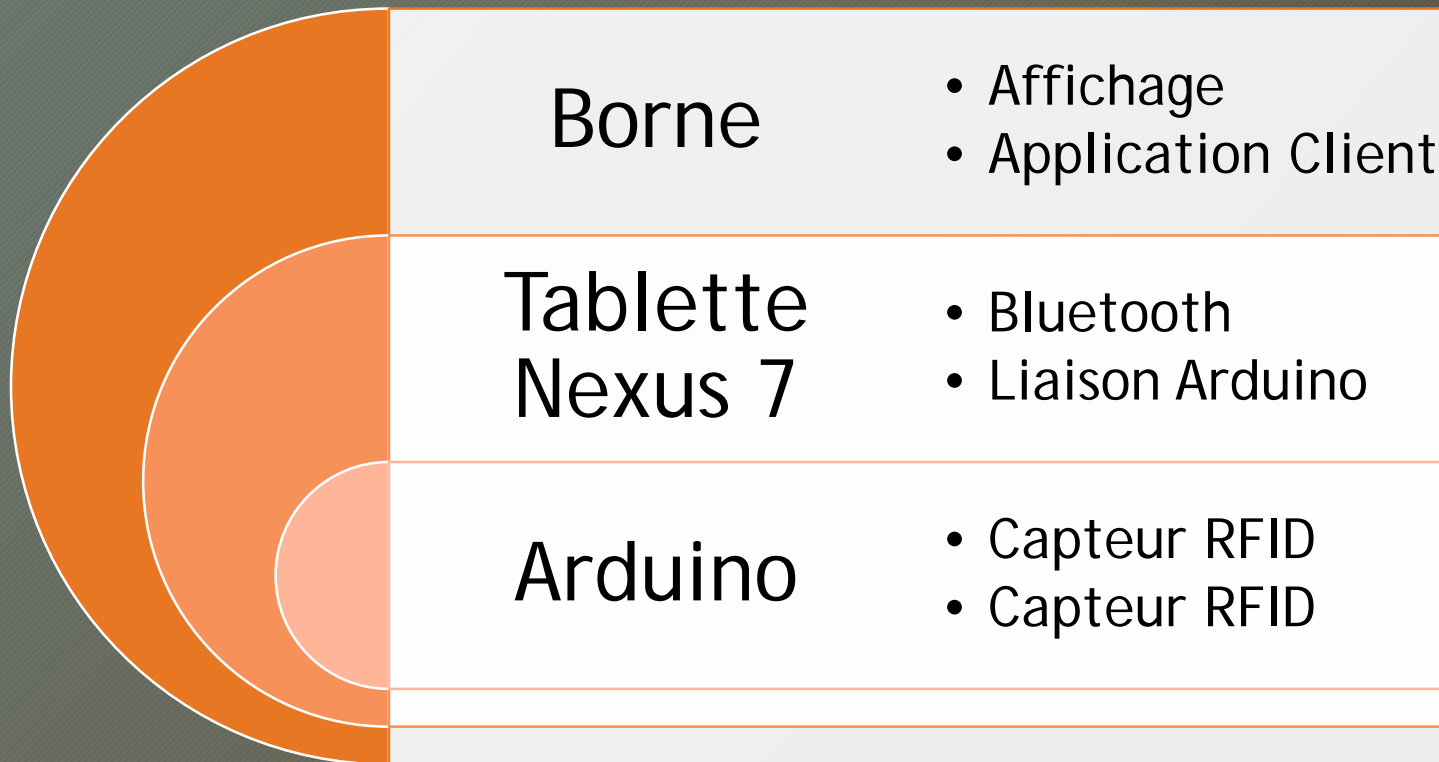 Borne
• Affichage
• Application Client
Tablette
Nexus 7
• Bluetooth
• Liaison Arduino
Arduino
• Capteur RFID
• Capteur RFID